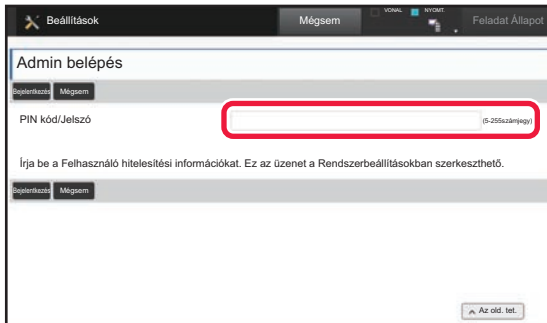 Beállítások
Mégsem
VONAL
NYOMT.
Feladat Állapot
Admin belépés
Bejelentkezés
Mégsem
PIN kód/Jelszó
(5-255számjegy)
Írja be a Felhasználó hitelesítési információkat. Ez az üzenet a Rendszerbeállításokban szerkeszthető.
Bejelentkezés
Mégsem
Az old. tet.